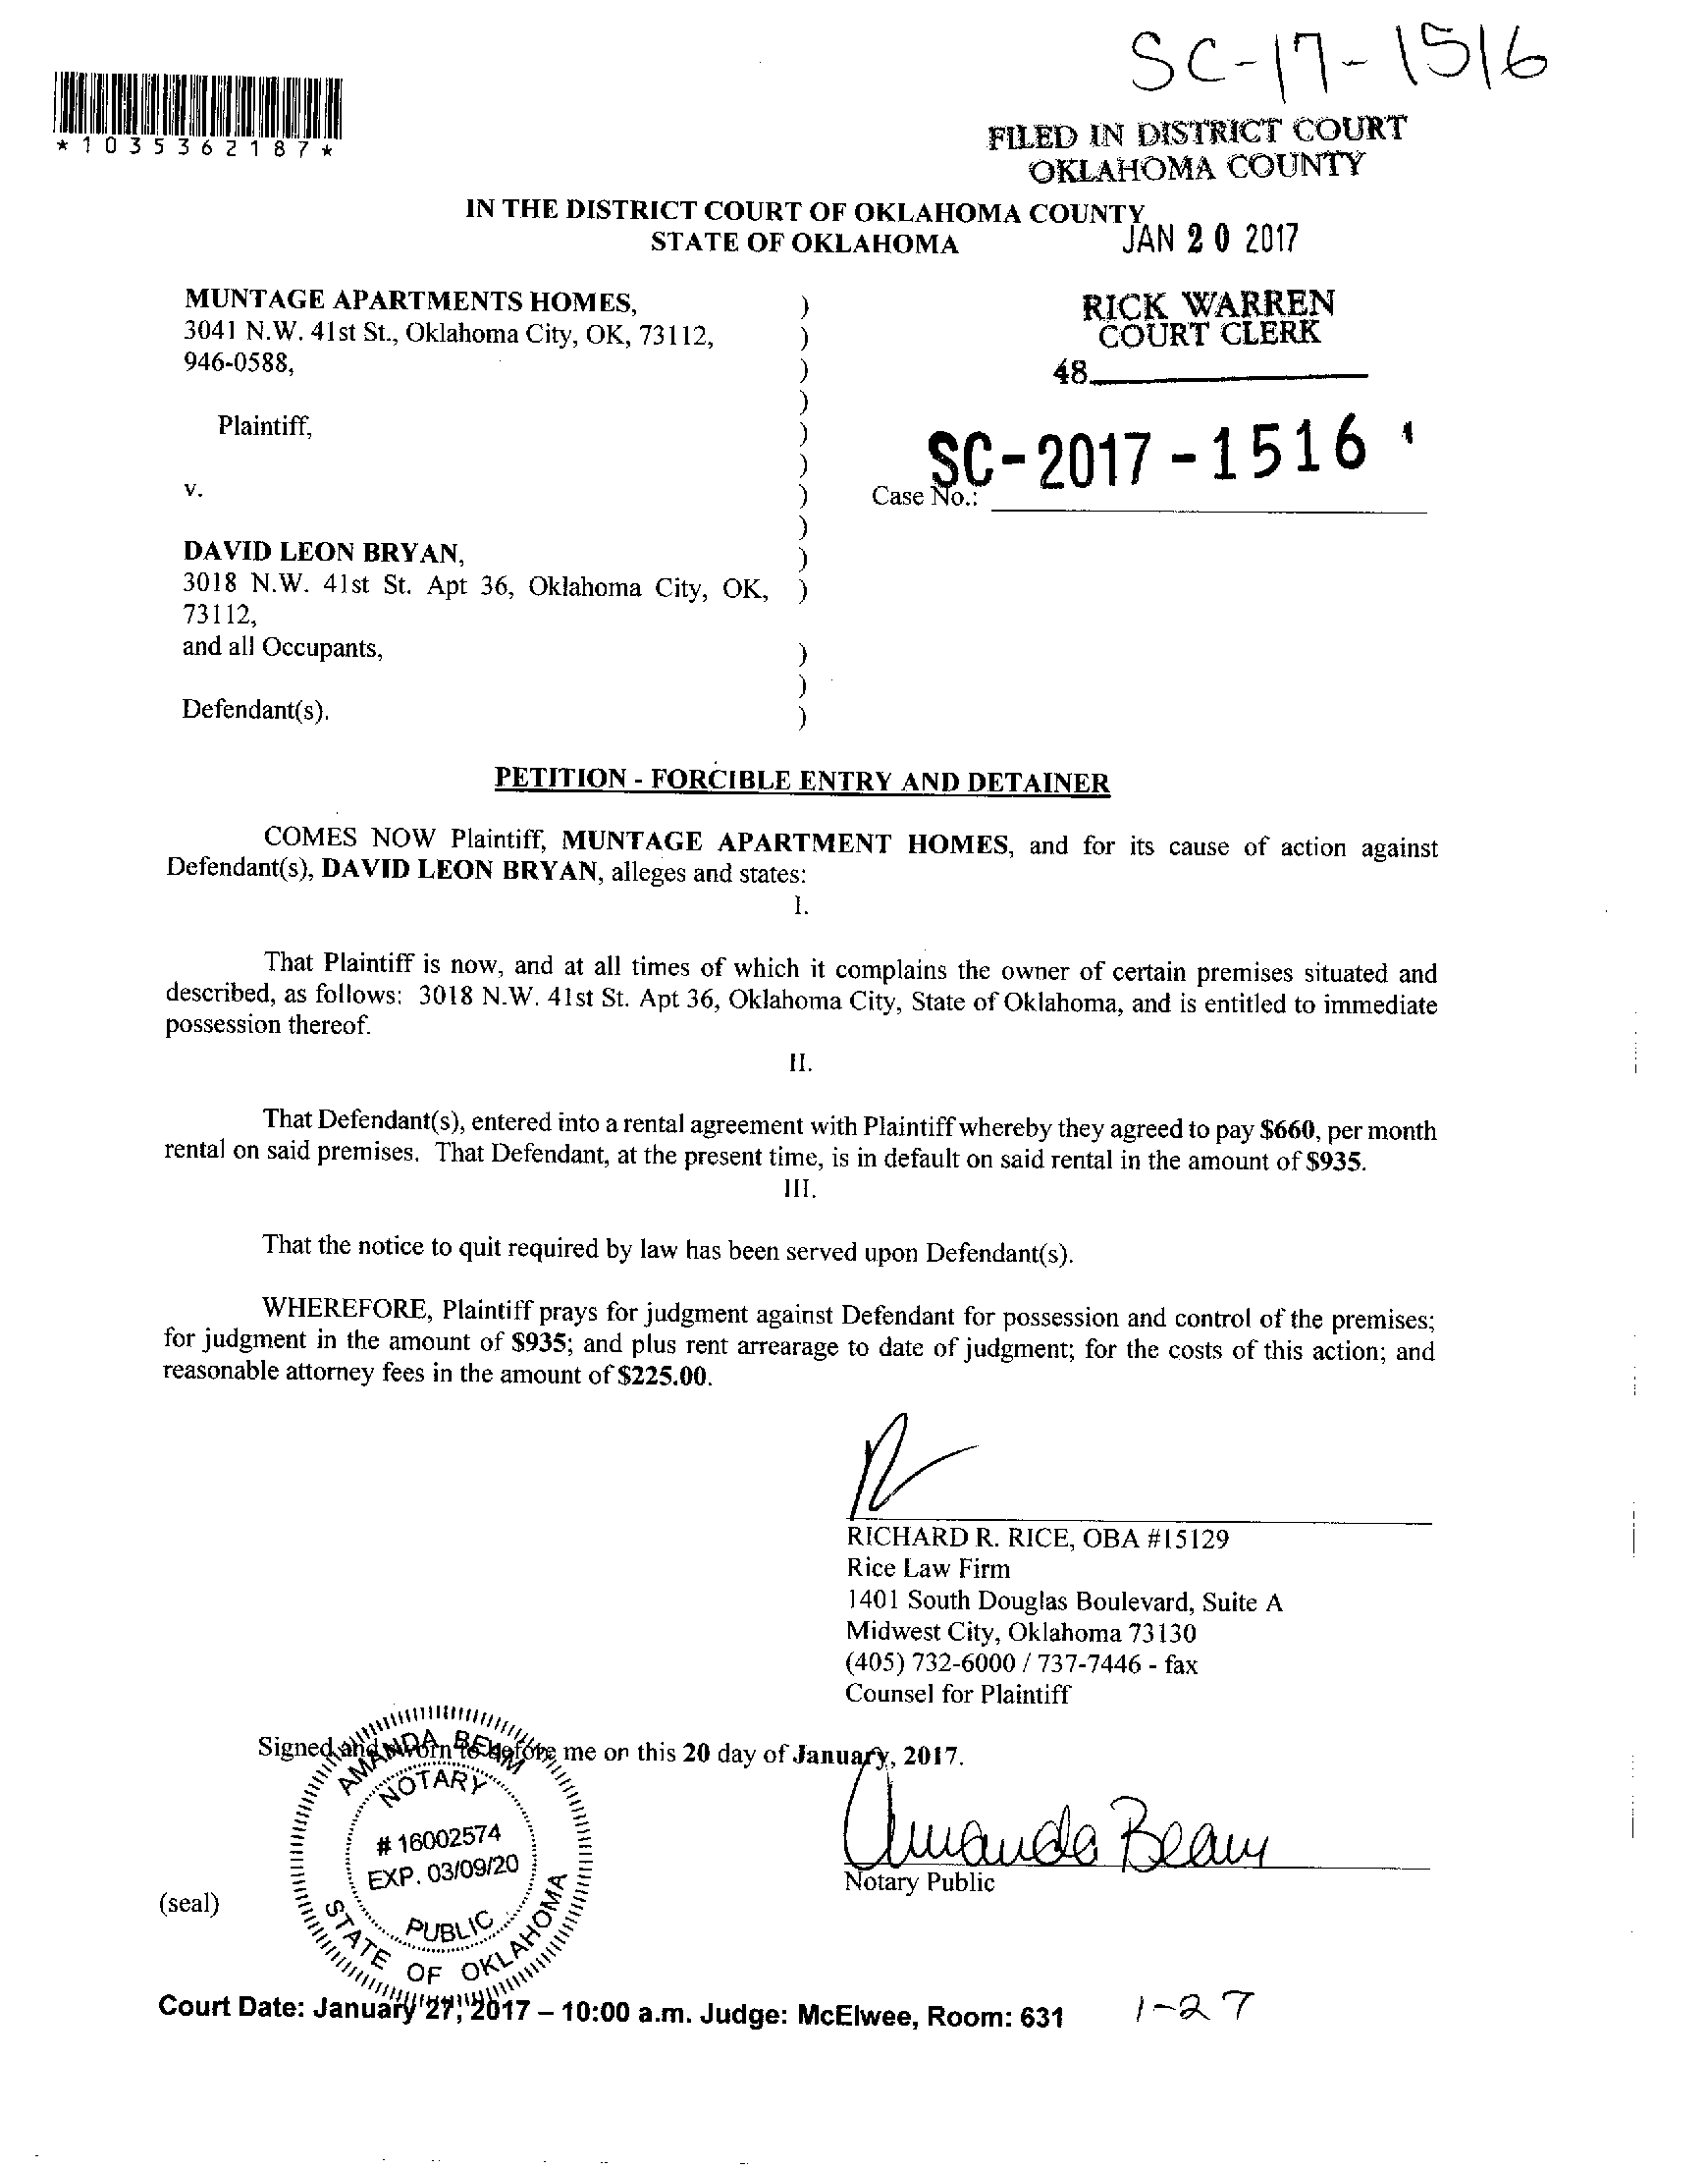 SC-17-1516
*1035362187*
FILED IN DISTRICT COURT
OKLAHOMA COUNTY
IN THE DISTRICT COURT OF OKLAHOMA COUNTY
STATE OF OKLAHOMA
JAN 20 2017
MUNTAGE APARTMENTS HOMES, )
3041 N.W. 41st St., Oklahoma City, OK, 73112, )
946-0588, )
)
RICK WARREN
COURT CLERK
48
Plaintiff, )
)
v. )
)
SC-2017-1516
Case No.:
DAVID LEON BRYAN, )
3018 N.W. 41st St. Apt 36, Oklahoma City, OK, )
73112,
and all Occupants, )
)
Defendant(s). )
PETITION - FORCIBLE ENTRY AND DETAINER
COMES NOW Plaintiff, MUNTAGE APARTMENT HOMES, and for its cause of action against
Defendant(s), DAVID LEON BRYAN, alleges and states:
I.
That Plaintiff is now, and at all times of which it complains the owner of certain premises situated and
described, as follows: 3018 N.W. 41st St. Apt 36, Oklahoma City, State of Oklahoma, and is entitled to immediate
possession thereof.
II.
That Defendant(s), entered into a rental agreement with Plaintiff whereby they agreed to pay $660, per month
rental on said premises. That Defendant, at the present time, is in default on said rental in the amount of $935.
III.
That the notice to quit required by law has been served upon Defendant(s).
WHEREFORE, Plaintiff prays for judgment against Defendant for possession and control of the premises;
for judgment in the amount of $935; and plus rent arrearage to date of judgment; for the costs of this action; and
reasonable attorney fees in the amount of $225.00.
RICHARD R. RICE, OBA #15129
Rice Law Firm
1401 South Douglas Boulevard, Suite A
Midwest City, Oklahoma 73130
(405) 732-6000 / 737-7446 - fax
Counsel for Plaintiff
Signed and sworn to before me on this 20 day of January, 2017.
AMANDA BEAM
NOTARY
# 16002574
EXP. 03/09/20
PUBLIC
STATE OF OKLAHOMA
Amanda Beam
Notary Public
(seal)
Court Date: January 27, 2017 – 10:00 a.m. Judge: McElwee, Room: 631
1-27